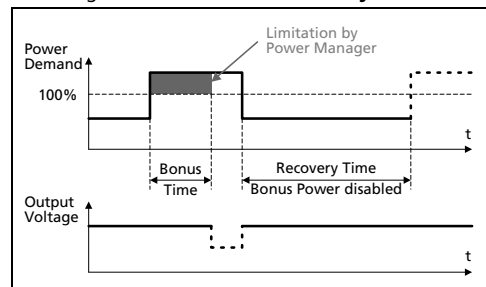 Limitation by
Power Manager
Power
Demand
100%
t
Bonus
Time
Recovery Time
Bonus Power disabled
Output
Voltage
t